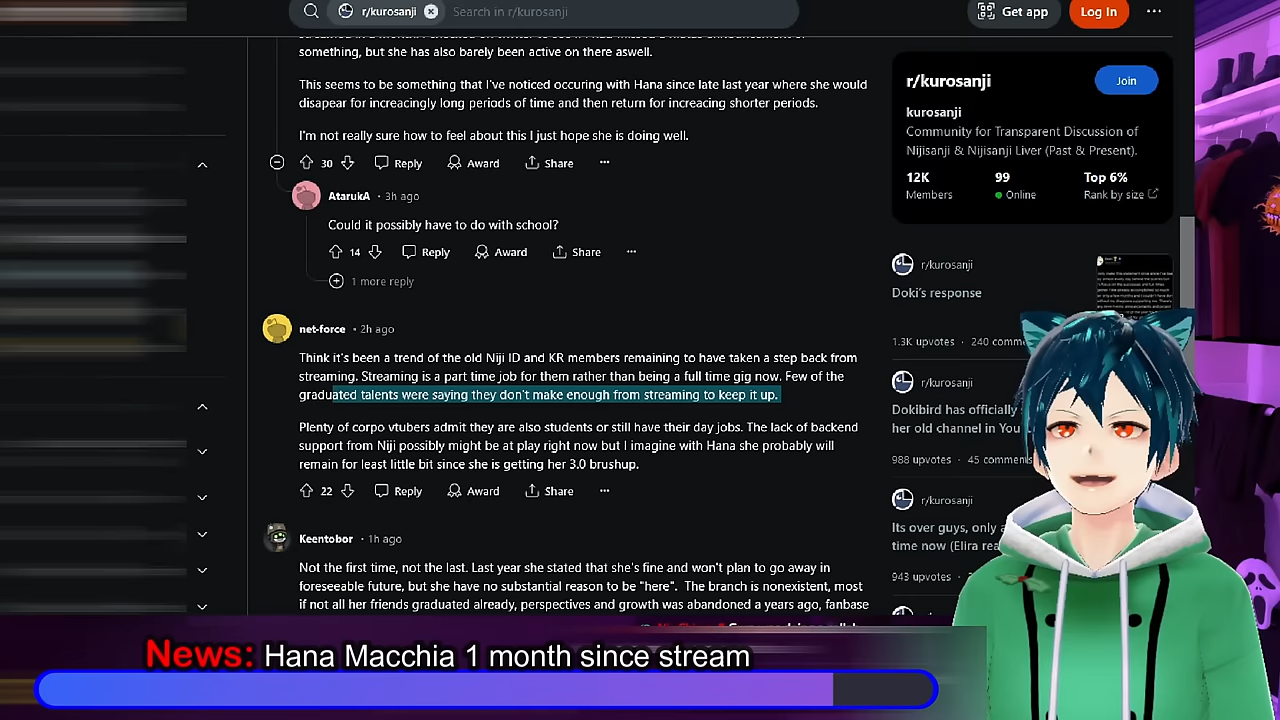 r/kurosanji
Search in r/kurosanji
Get app
Log In
something, but she has also barely been active on there aswell.
This seems to be something that I've noticed occuring with Hana since late last year where she would
disapear for increacingly long periods of time and then return for increacing shorter periods.
I'm not really sure how to feel about this I just hope she is doing well.
30 Reply Award Share
AtarukA · 3h ago
Could it possibly have to do with school?
14 Reply Award Share
1 more reply
net-force · 2h ago
Think it's been a trend of the old Niji ID and KR members remaining to have taken a step back from
streaming. Streaming is a part time job for them rather than being a full time gig now. Few of the
graduated talents were saying they don't make enough from streaming to keep it up.
Plenty of corpo vtubers admit they are also students or still have their day jobs. The lack of backend
support from Niji possibly might be at play right now but I imagine with Hana she probably will
remain for least little bit since she is getting her 3.0 brushup.
22 Reply Award Share
Keentobor · 1h ago
Not the first time, not the last. Last year she stated that she's fine and won't plan to go away in
foreseeable future, but she have no substantial reason to be "here". The branch is nonexistent, most
if not all her friends graduated already, perspectives and growth was abandoned a years ago, fanbase
r/kurosanji
Join
kurosanji
Community for Transparent Discussion of
Nijisanji & Nijisanji Liver (Past & Present).
12K 99 Top 6%
Members Online Rank by size
r/kurosanji
Doki's response
1.3K upvotes · 240 comme
r/kurosanji
Dokibird has officially
her old channel in You
988 upvotes · 45 comments
r/kurosanji
Its over guys, only a
time now (Elira rea
943 upvotes
News: Hana Macchia 1 month since stream